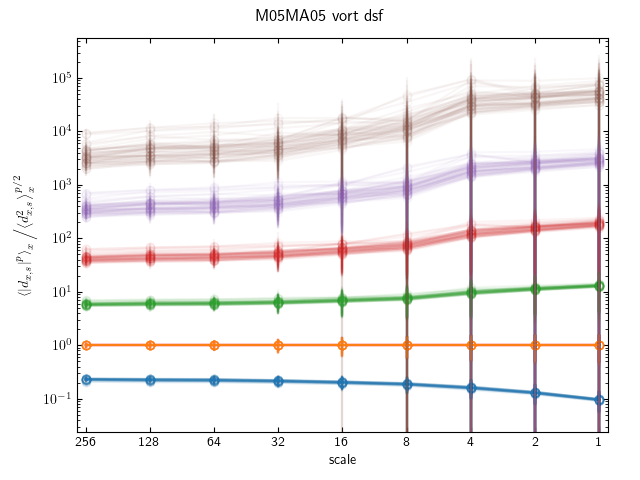 M05MA05 vort dsf
⟨|d_{x,s}|^p⟩_x / ⟨d^2_{x,s}⟩_x^{p/2}
10^5
10^4
10^3
10^2
10^1
10^0
10^{-1}
256 128 64 32 16 8 4 2 1
scale